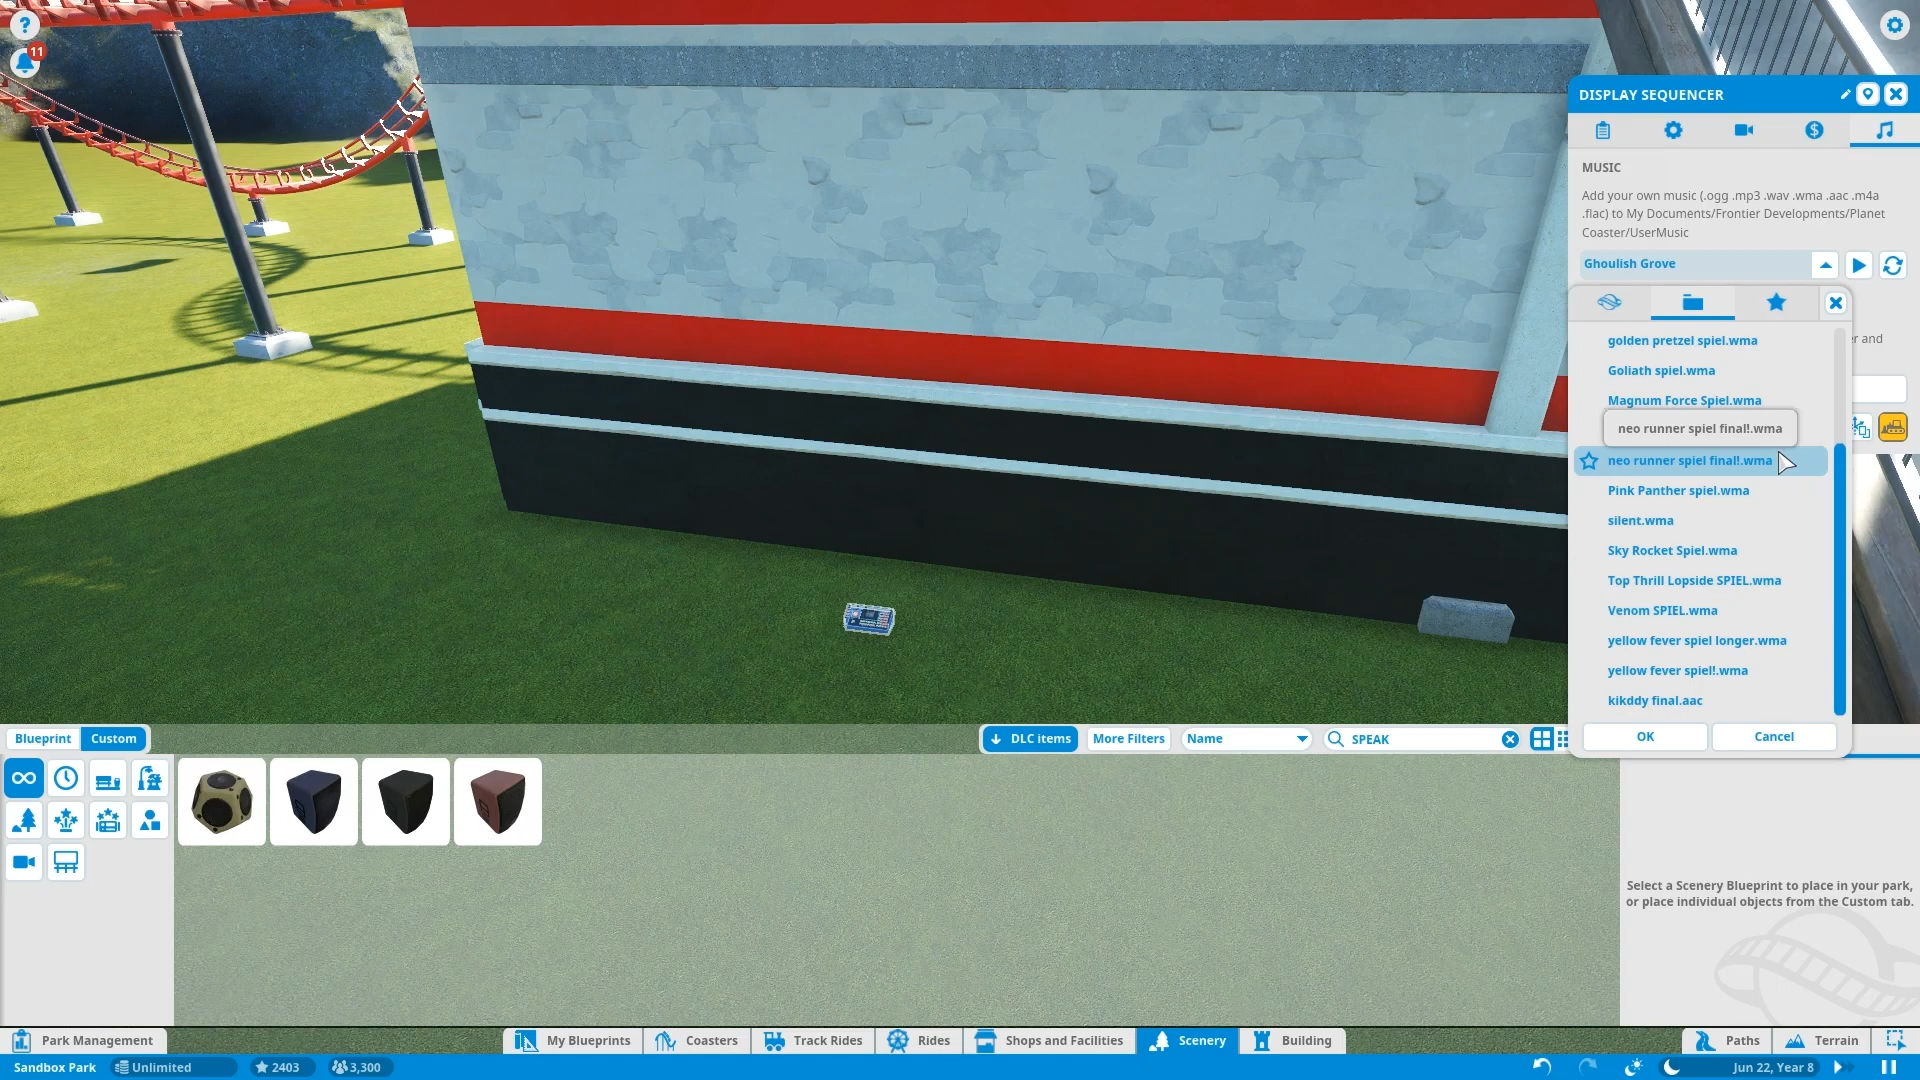 ?
11
DISPLAY SEQUENCER
MUSIC
Add your own music (.ogg .mp3 .wav .wma .aac .m4a
.flac) to My Documents/Frontier Developments/Planet
Coaster/UserMusic
Ghoulish Grove
er and
golden pretzel spiel.wma
Goliath spiel.wma
Magnum Force Spiel.wma
neo runner spiel final!.wma
neo runner spiel final!.wma
Pink Panther spiel.wma
silent.wma
Sky Rocket Spiel.wma
Top Thrill Lopside SPIEL.wma
Venom SPIEL.wma
yellow fever spiel longer.wma
yellow fever spiel!.wma
kikddy final.aac
OK Cancel
Blueprint Custom
DLC items More Filters Name SPEAK
Select a Scenery Blueprint to place in your park,
or place individual objects from the Custom tab.
Park Management My Blueprints Coasters Track Rides Rides Shops and Facilities Scenery Building Paths Terrain
Sandbox Park Unlimited 2403 3,300 Jun 22, Year 8